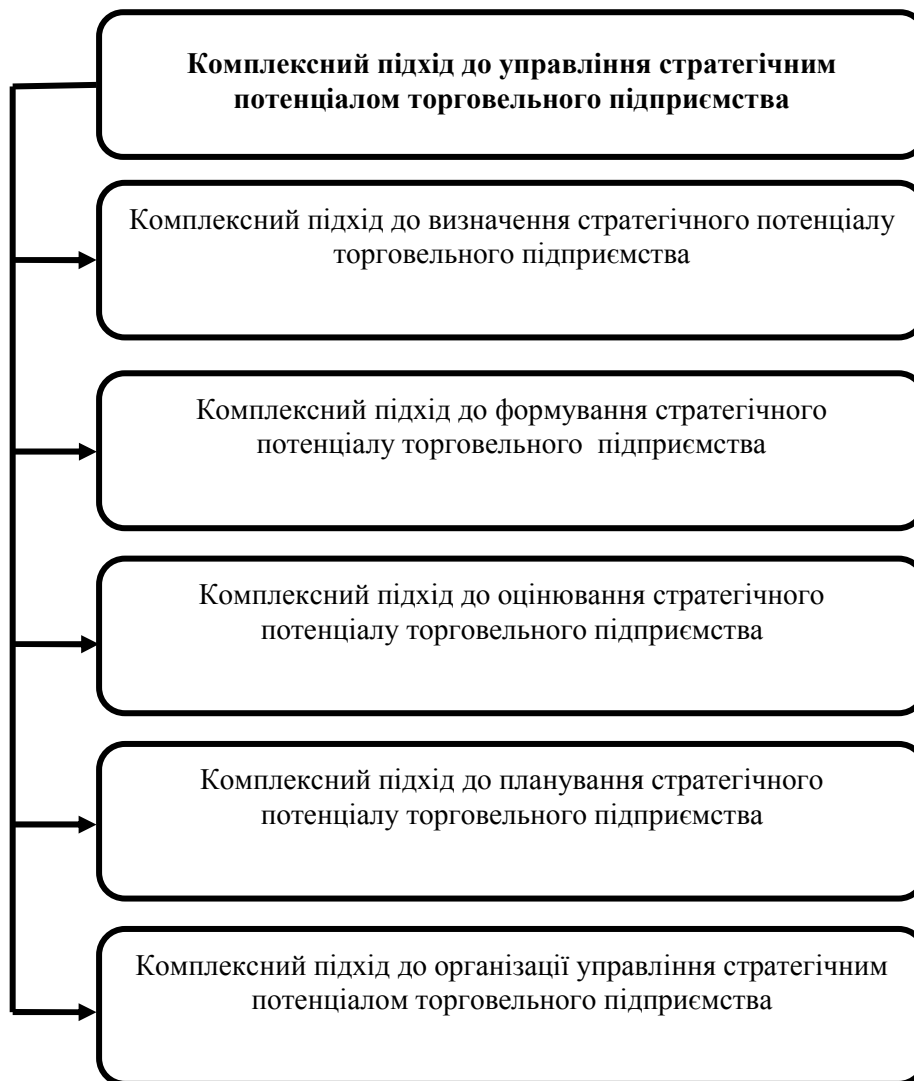 Комплексний підхід до управління стратегічним
потенціалом торговельного підприємства
Комплексний підхід до визначення стратегічного потенціалу
торговельного підприємства
Комплексний підхід до формування стратегічного
потенціалу торговельного  підприємства
Комплексний підхід до оцінювання стратегічного
потенціалу торговельного підприємства
Комплексний підхід до планування стратегічного
потенціалу торговельного підприємства
Комплексний підхід до організації управління стратегічним
потенціалом торговельного підприємства